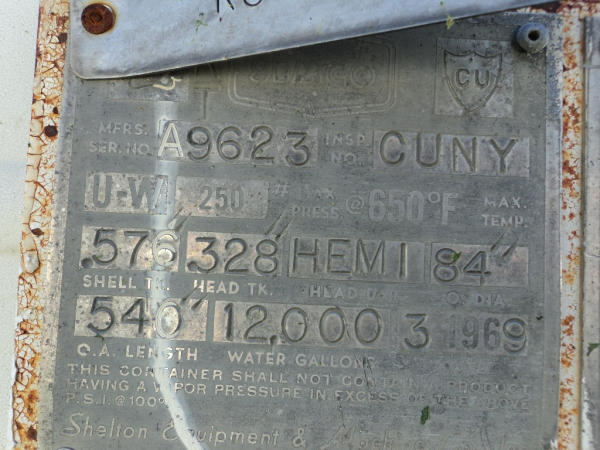 CU
MFRS. SER. NO. A9623 INSP. NO. CUNY
U-W 250 # MAX. PRESS @ 650°F MAX. TEMP.
.576" .328" HEMI 84"
SHELL TK. HEAD TK. HEAD O. DIA.
540" 12,000 3 1969
O.A. LENGTH WATER GALLONS
THIS CONTAINER SHALL NOT CONTAIN A PRODUCT
HAVING A VAPOR PRESSURE IN EXCESS OF THE ABOVE
P.S.I. @ 100°
Shelton Equipment &